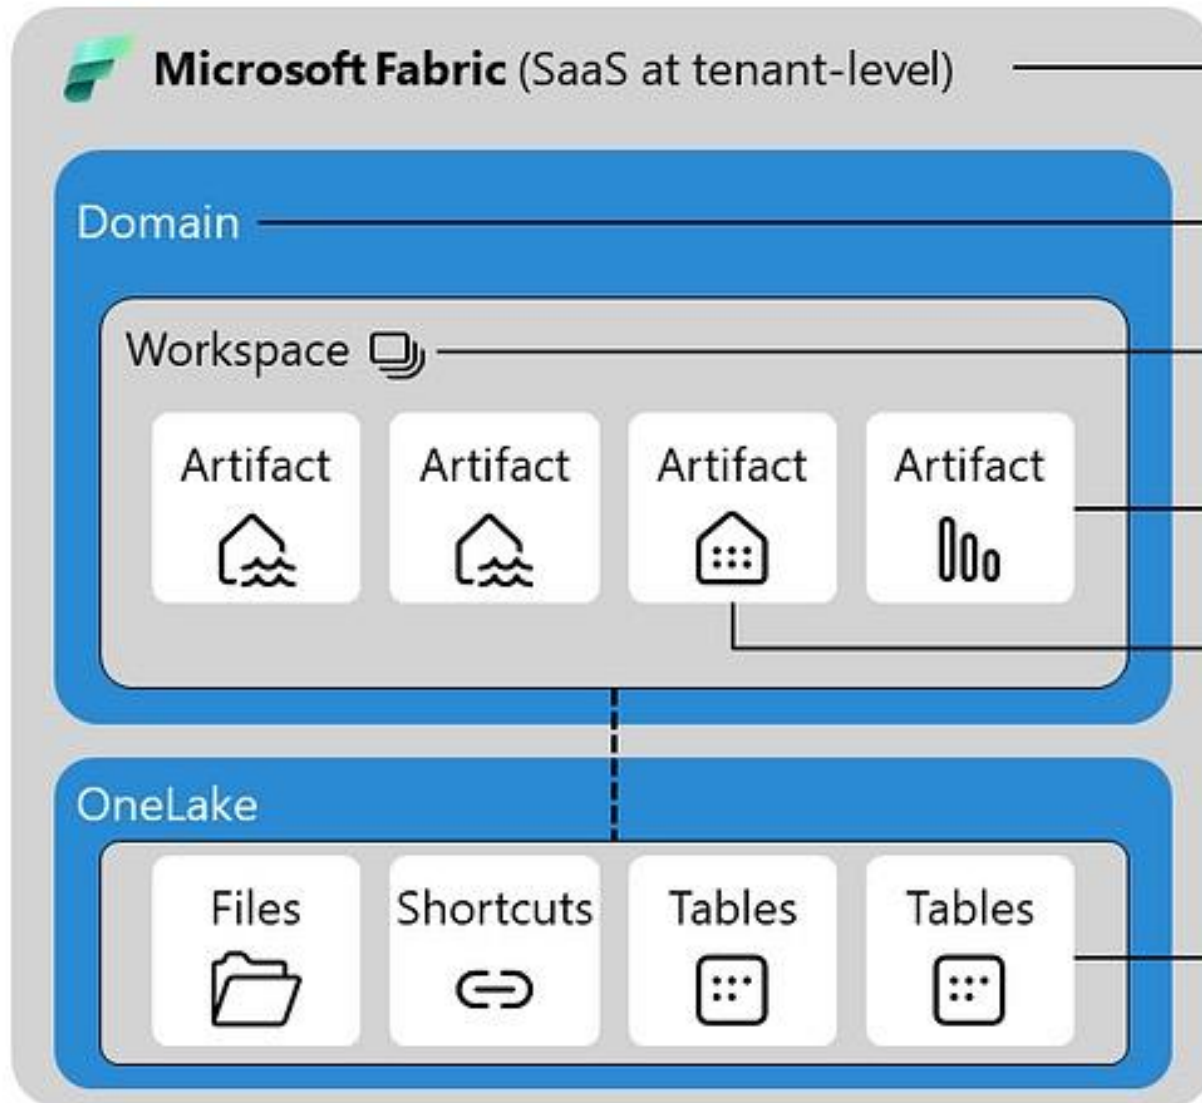 Microsoft Fabric (SaaS at tenant-level)
Domain
Workspace
Artifact Artifact Artifact Artifact
OneLake
Files Shortcuts Tables Tables